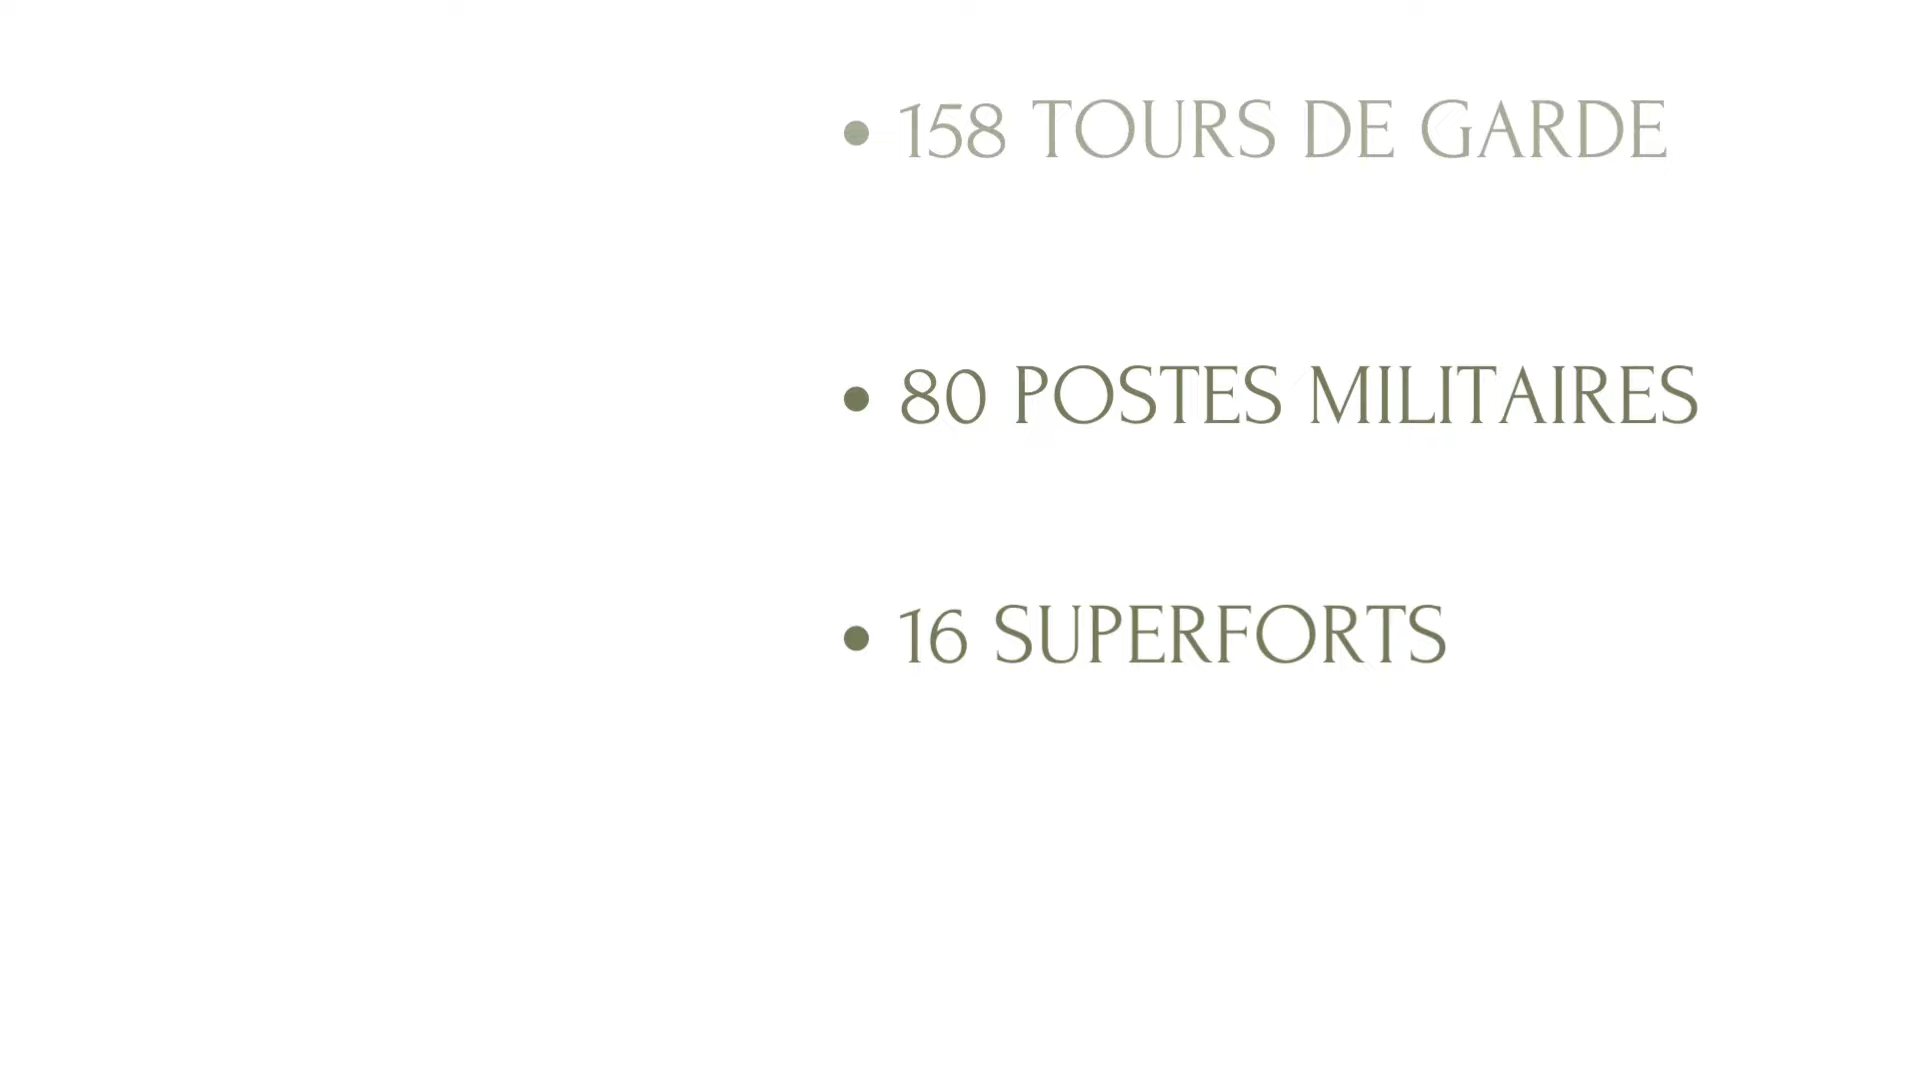 • 158 TOURS DE GARDE
• 80 POSTES MILITAIRES
• 16 SUPERFORTS